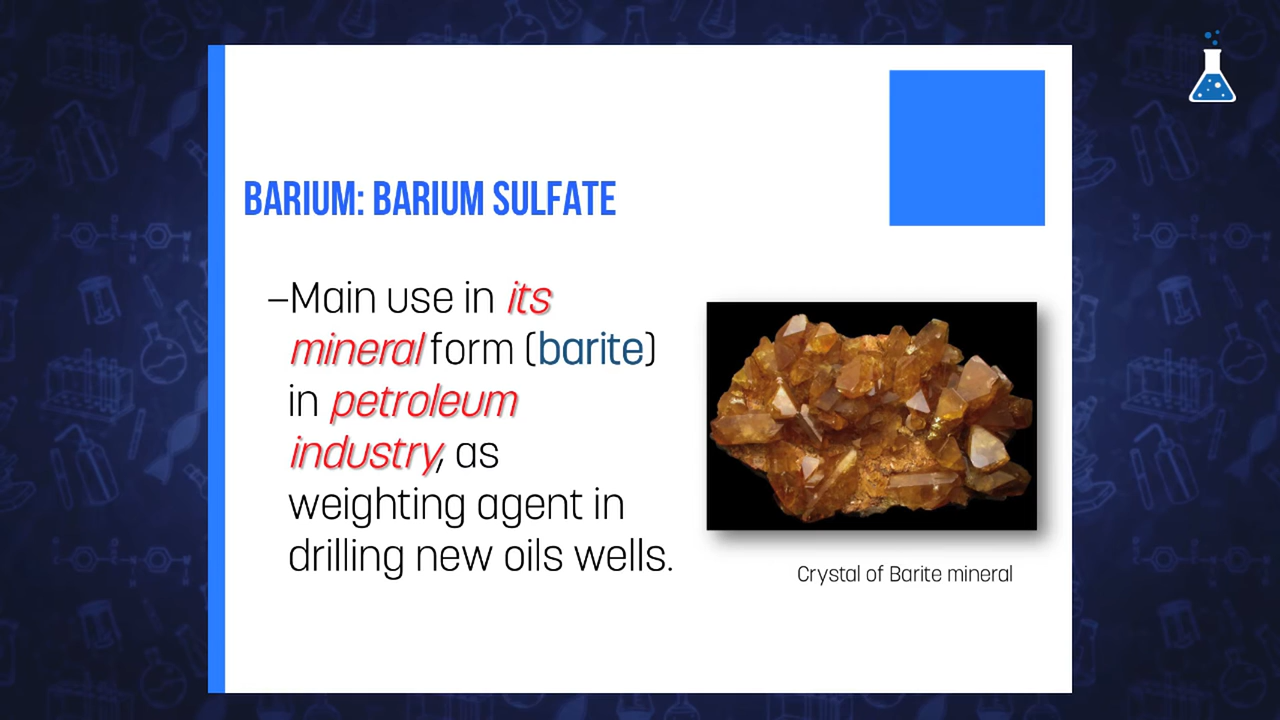 BARIUM: BARIUM SULFATE
–Main use in its
mineral form (barite)
in petroleum
industry, as
weighting agent in
drilling new oils wells.
Crystal of Barite mineral